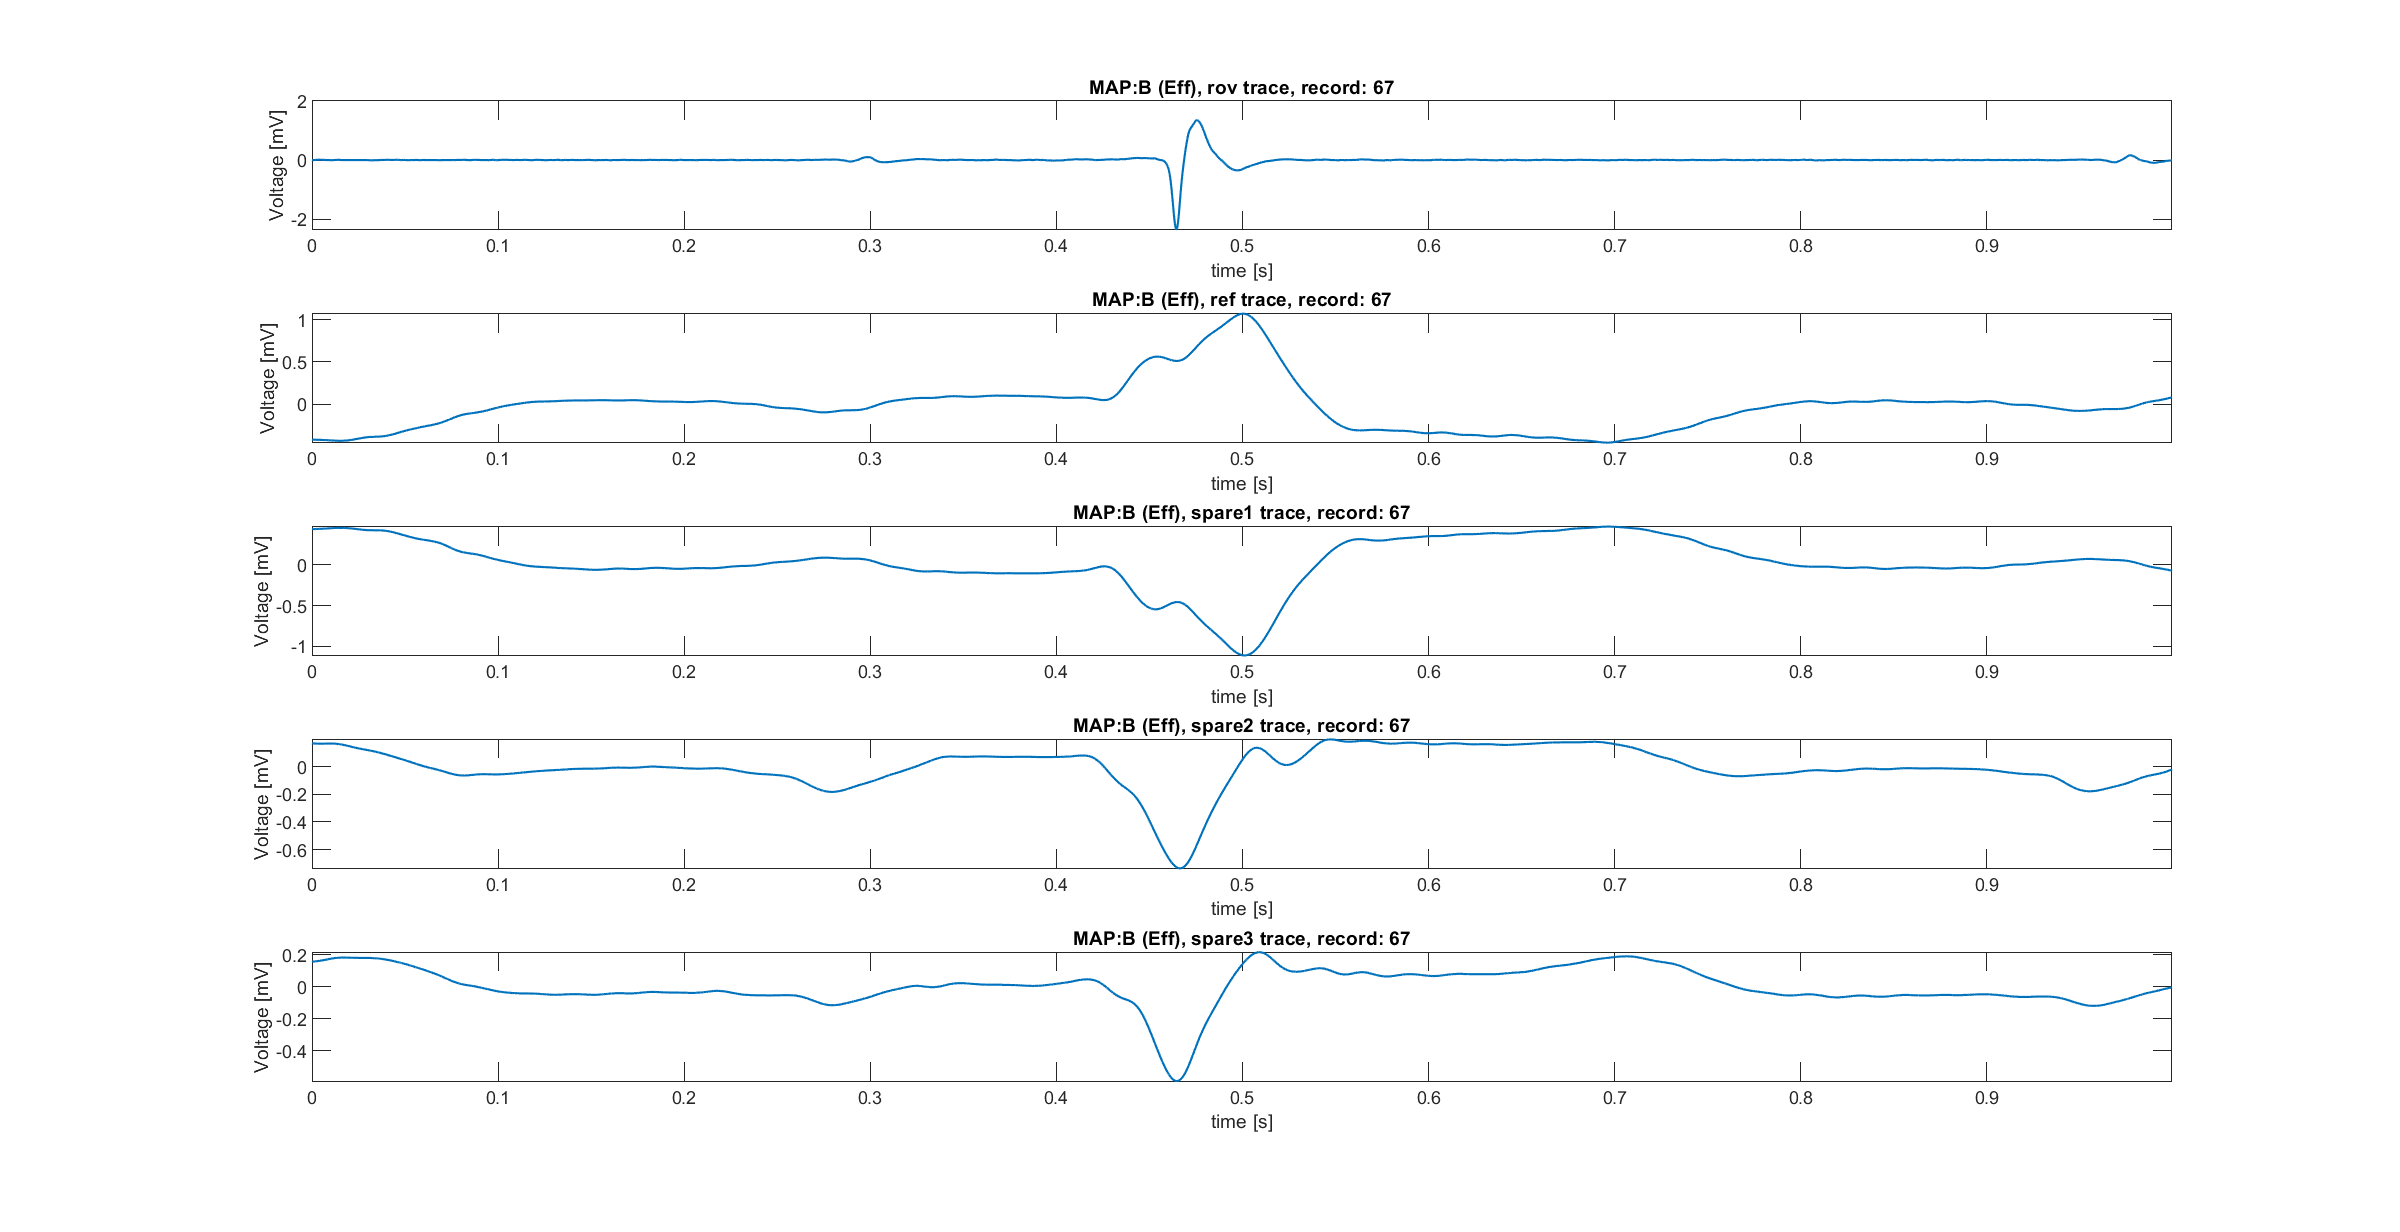 MAP:B (Eff), rov trace, record: 67
Voltage [mV]
2
0
-2
0 0.1 0.2 0.3 0.4 0.5 0.6 0.7 0.8 0.9
time [s]
MAP:B (Eff), ref trace, record: 67
Voltage [mV]
1
0.5
0
0 0.1 0.2 0.3 0.4 0.5 0.6 0.7 0.8 0.9
time [s]
MAP:B (Eff), spare1 trace, record: 67
Voltage [mV]
0
-0.5
-1
0 0.1 0.2 0.3 0.4 0.5 0.6 0.7 0.8 0.9
time [s]
MAP:B (Eff), spare2 trace, record: 67
Voltage [mV]
0
-0.2
-0.4
-0.6
0 0.1 0.2 0.3 0.4 0.5 0.6 0.7 0.8 0.9
time [s]
MAP:B (Eff), spare3 trace, record: 67
Voltage [mV]
0.2
0
-0.2
-0.4
0 0.1 0.2 0.3 0.4 0.5 0.6 0.7 0.8 0.9
time [s]